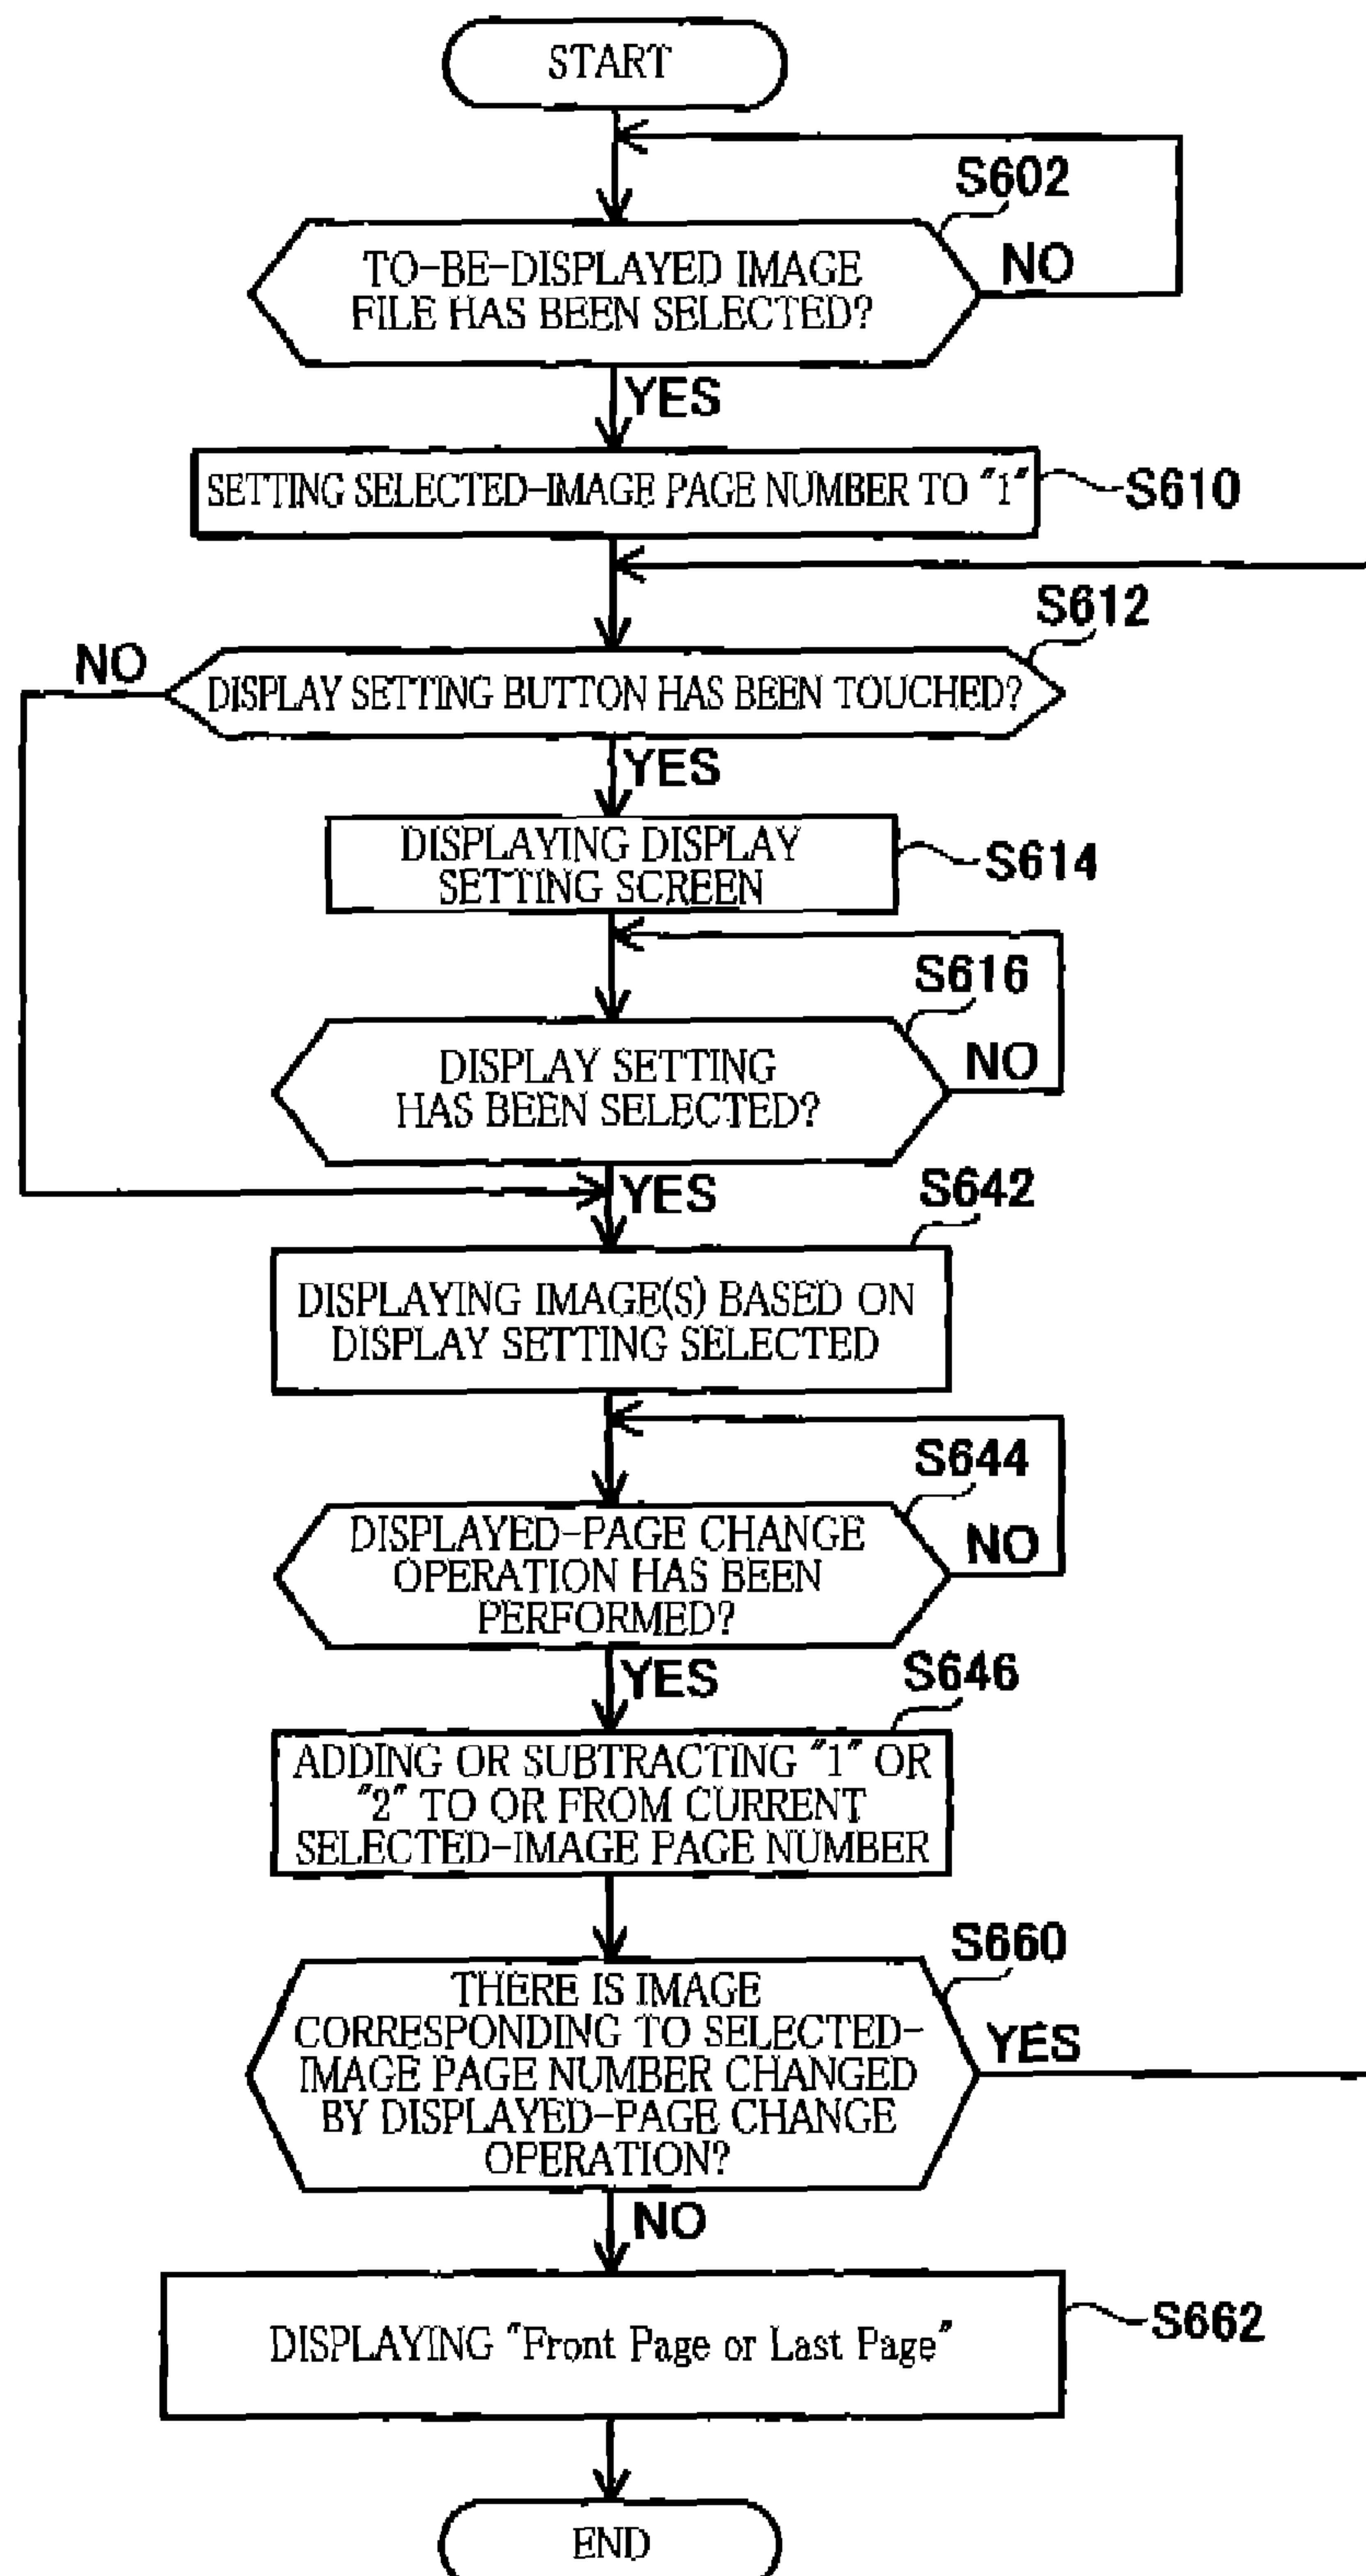 START
S602
TO-BE-DISPLAYED IMAGE
FILE HAS BEEN SELECTED?
NO
YES
SETTING SELECTED-IMAGE PAGE NUMBER TO "1"
S610
S612
NO
DISPLAY SETTING BUTTON HAS BEEN TOUCHED?
YES
DISPLAYING DISPLAY
SETTING SCREEN
S614
S616
DISPLAY SETTING
HAS BEEN SELECTED?
NO
YES
S642
DISPLAYING IMAGE(S) BASED ON
DISPLAY SETTING SELECTED
S644
DISPLAYED-PAGE CHANGE
OPERATION HAS BEEN
PERFORMED?
NO
YES
S646
ADDING OR SUBTRACTING "1" OR
"2" TO OR FROM CURRENT
SELECTED-IMAGE PAGE NUMBER
S660
THERE IS IMAGE
CORRESPONDING TO SELECTED-
IMAGE PAGE NUMBER CHANGED
BY DISPLAYED-PAGE CHANGE
OPERATION?
YES
NO
DISPLAYING "Front Page or Last Page"
S662
END